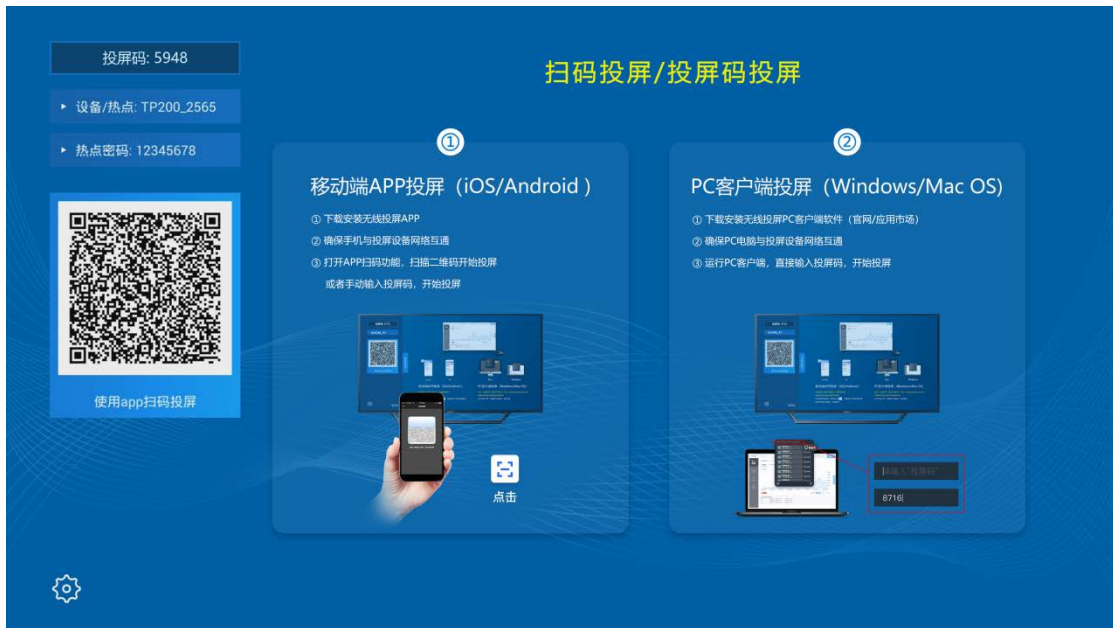 投屏码: 5948
设备/热点: TP200_2565
热点密码: 12345678
使用app扫码投屏
扫码投屏/投屏码投屏
①
移动端APP投屏（iOS/Android ）
① 下载安装无线投屏APP
② 确保手机与投屏设备网络互通
③ 打开APP扫码功能，扫描二维码开始投屏
或者手动输入投屏码，开始投屏
点击
②
PC客户端投屏（Windows/Mac OS)
① 下载安装无线投屏PC客户端软件（官网/应用市场）
② 确保PC电脑与投屏设备网络互通
③ 运行PC客户端，直接输入投屏码，开始投屏
请输入"投屏码"
8716